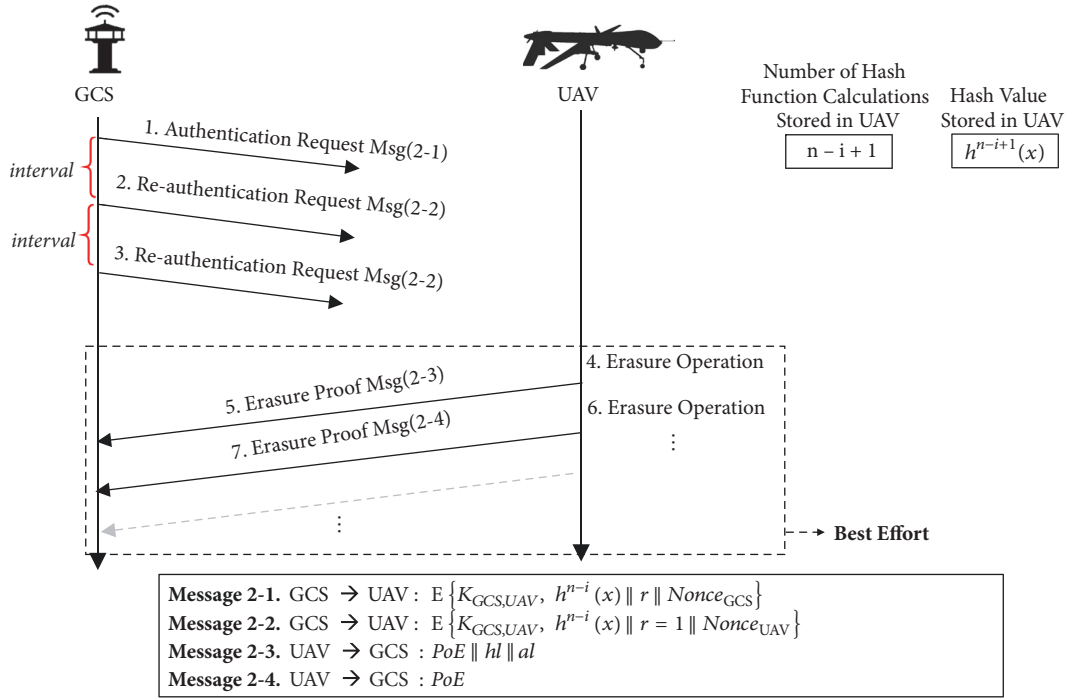 GCS
UAV
Number of Hash
Function Calculations
Stored in UAV
n – i + 1
Hash Value
Stored in UAV
h^{n−i+1}(x)
1. Authentication Request Msg(2-1)
interval
2. Re-authentication Request Msg(2-2)
interval
3. Re-authentication Request Msg(2-2)
4. Erasure Operation
5. Erasure Proof Msg(2-3)
6. Erasure Operation
⋮
7. Erasure Proof Msg(2-4)
⋮
Best Effort
Message 2-1. GCS → UAV : E {K_{GCS,UAV}, h^{n−i} (x) ∥ r ∥ Nonce_{GCS}}
Message 2-2. GCS → UAV : E {K_{GCS,UAV}, h^{n−i} (x) ∥ r = 1 ∥ Nonce_{UAV}}
Message 2-3. UAV → GCS : PoE ∥ hl ∥ al
Message 2-4. UAV → GCS : PoE